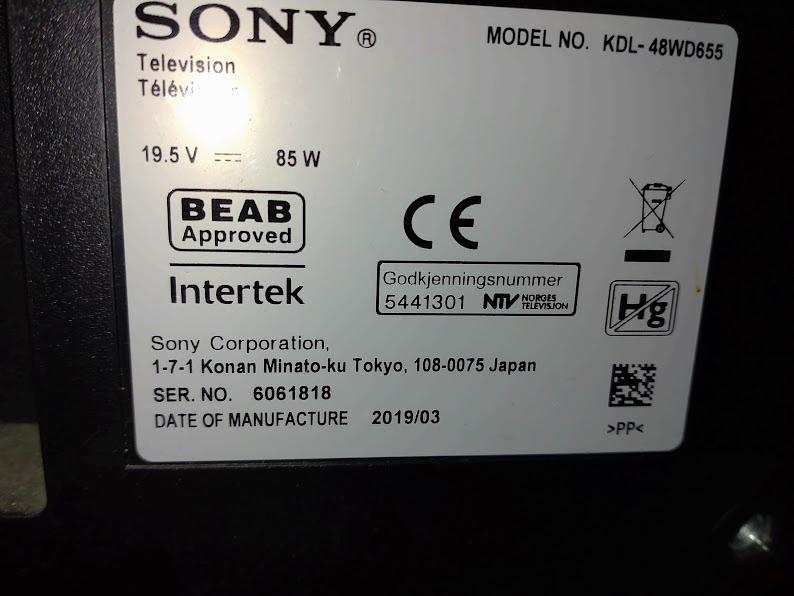 SONY®
MODEL NO. KDL-48WD655
Television
19.5 V ⎓ 85 W
BEAB
Approved
Intertek
CE
Godkjenningsnummer
5441301 NTV NORGES
TELEVISJON
Hg
Sony Corporation,
1-7-1 Konan Minato-ku Tokyo, 108-0075 Japan
SER. NO. 6061818
DATE OF MANUFACTURE 2019/03
>PP<